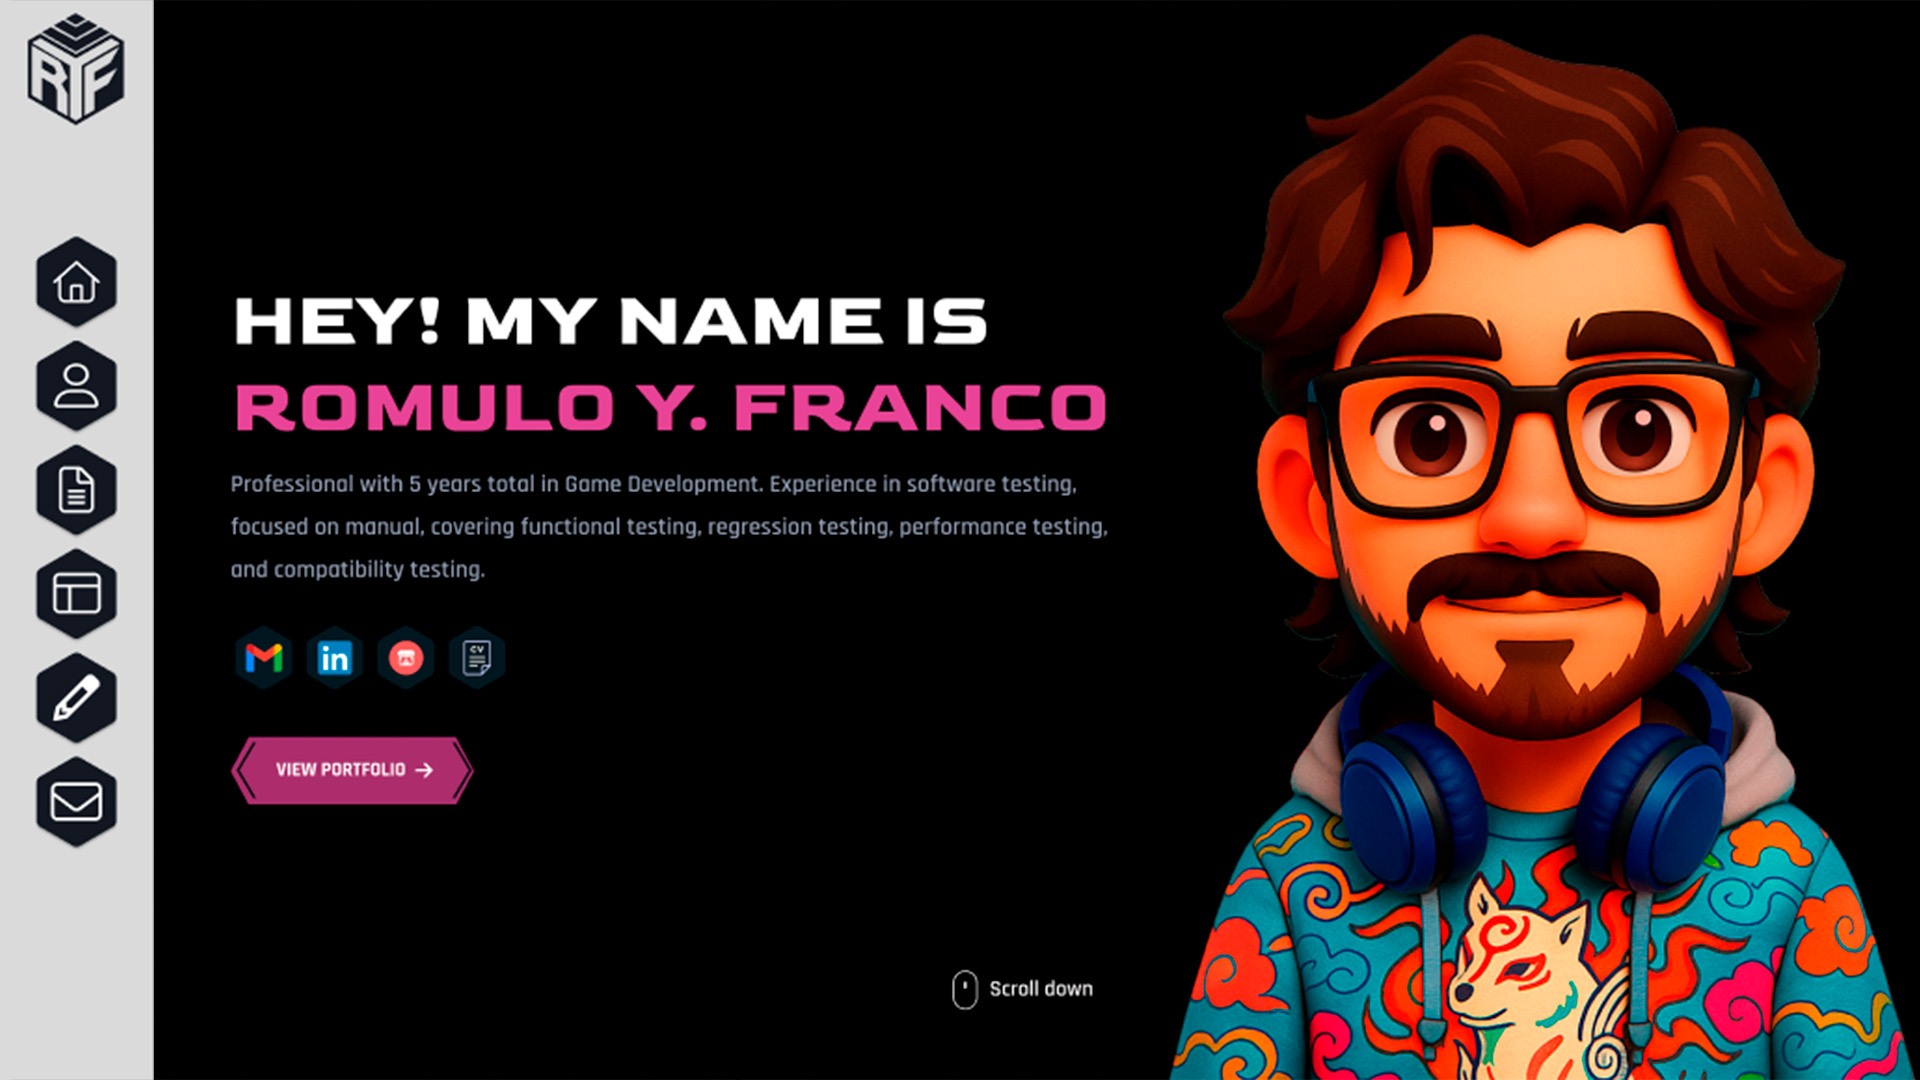 RYF
HEY! MY NAME IS
ROMULO Y. FRANCO
Professional with 5 years total in Game Development. Experience in software testing,
focused on manual, covering functional testing, regression testing, performance testing,
and compatibility testing.
in
CV
VIEW PORTFOLIO →
Scroll down